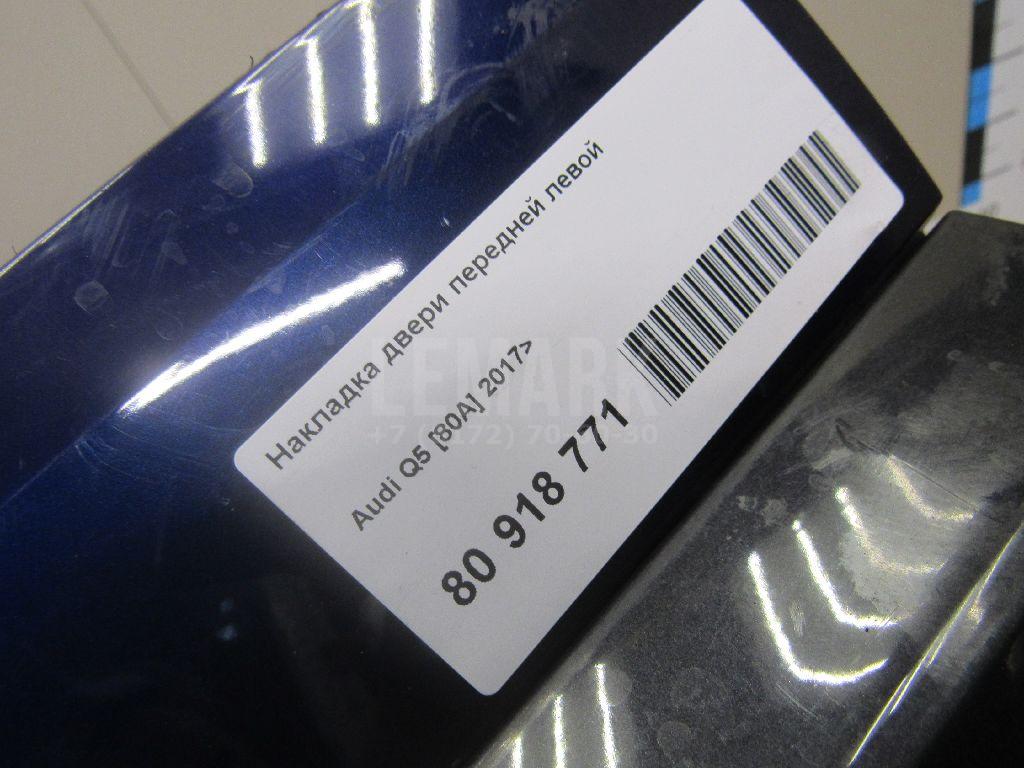 Накладка двери передней левой
Audi Q5 [80A] 2017>
80 918 771
LEMARK